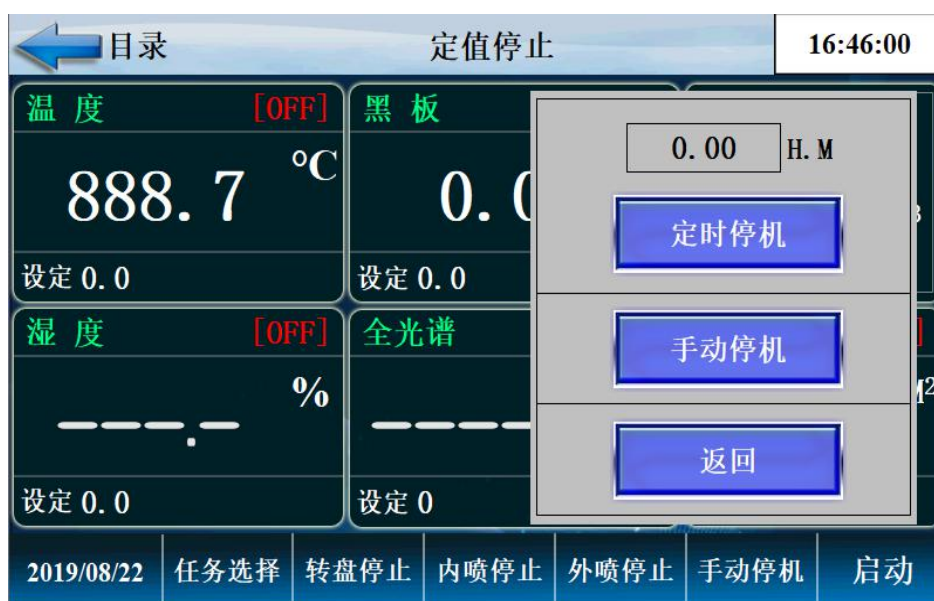 目录
定值停止
16:46:00
温 度 [OFF]
℃
888.7
设定 0.0
黑 板
0.0
设定 0.0
0.00 H.M
定时停机
手动停机
返回
湿 度 [OFF]
%
----.-
设定 0.0
全光谱
----
设定 0
2019/08/22 任务选择 转盘停止 内喷停止 外喷停止 手动停机 启动